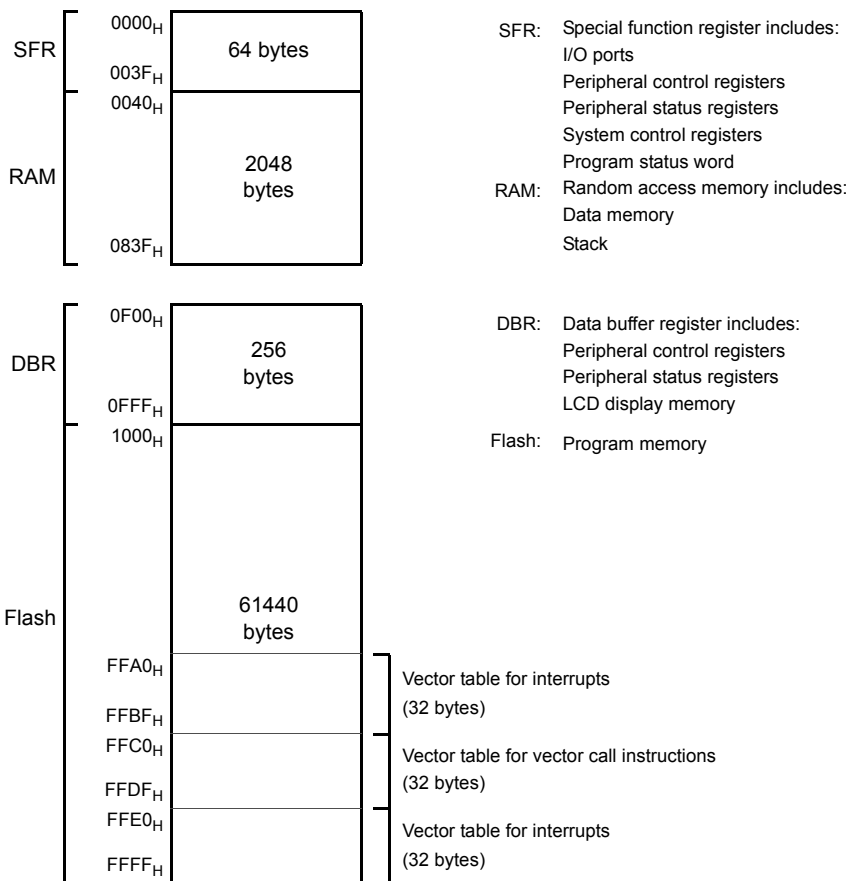 0000H
SFR
64 bytes
003FH
0040H
RAM
2048
bytes
083FH
SFR: Special function register includes:
I/O ports
Peripheral control registers
Peripheral status registers
System control registers
Program status word
RAM: Random access memory includes:
Data memory
Stack
0F00H
DBR
256
bytes
0FFFH
DBR: Data buffer register includes:
Peripheral control registers
Peripheral status registers
LCD display memory
1000H
Flash: Program memory
Flash
61440
bytes
FFA0H
Vector table for interrupts
(32 bytes)
FFBFH
FFC0H
Vector table for vector call instructions
(32 bytes)
FFDFH
FFE0H
Vector table for interrupts
(32 bytes)
FFFFH